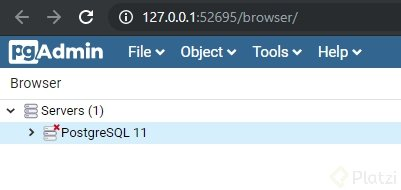 127.0.0.1:52695/browser/
pgAdmin File Object Tools Help
Browser
Servers (1)
PostgreSQL 11
Platzi